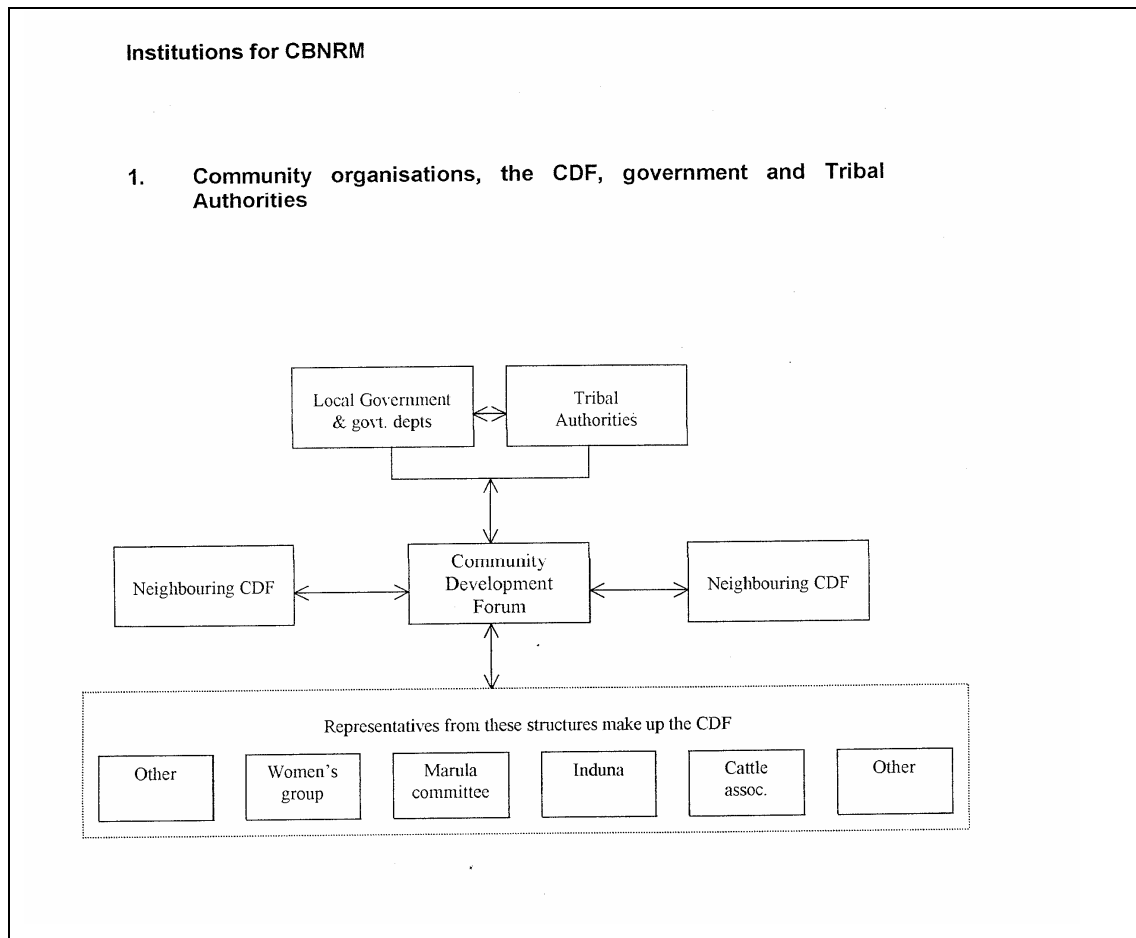 Institutions for CBNRM
1. Community organisations, the CDF, government and Tribal
Authorities
Local Government
& govt. depts
Tribal
Authorities
Neighbouring CDF
Community
Development
Forum
Neighbouring CDF
Representatives from these structures make up the CDF
Other
Women's
group
Marula
committee
Induna
Cattle
assoc.
Other